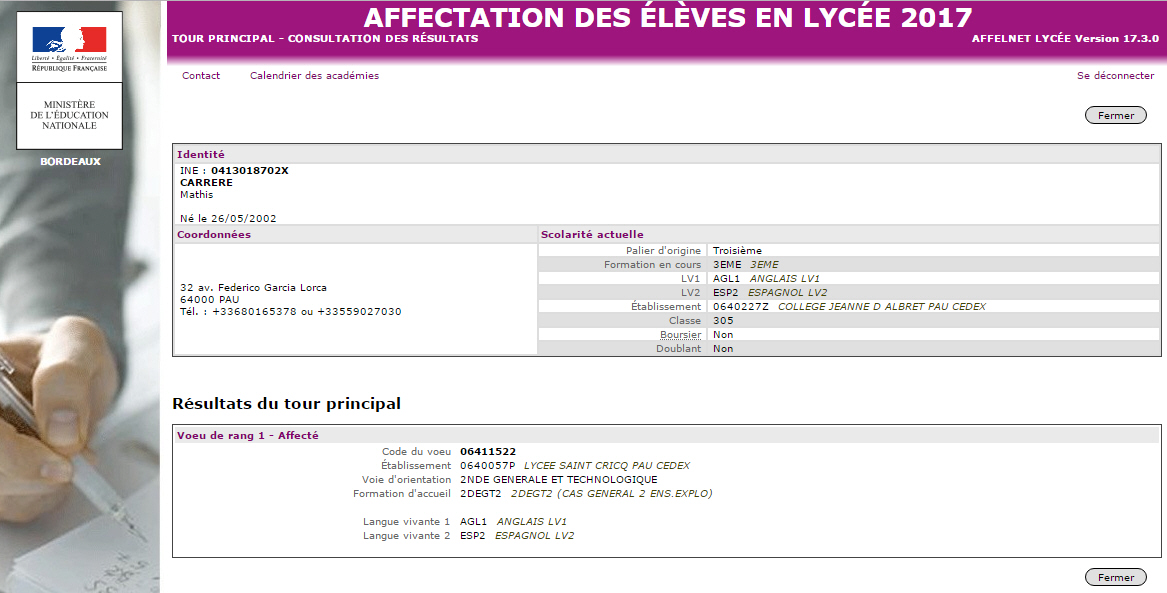 Liberté • Égalité • Fraternité
RÉPUBLIQUE FRANÇAISE
MINISTÈRE
DE L'ÉDUCATION
NATIONALE
BORDEAUX
AFFECTATION DES ÉLÈVES EN LYCÉE 2017
TOUR PRINCIPAL - CONSULTATION DES RÉSULTATS
AFFELNET LYCÉE Version 17.3.0
Contact Calendrier des académies Se déconnecter
Fermer
Identité
INE : 0413018702X
CARRERE
Mathis
Né le 26/05/2002
Coordonnées
32 av. Federico Garcia Lorca
64000 PAU
Tél. : +33680165378 ou +33559027030
Scolarité actuelle
Palier d'origine Troisième
Formation en cours 3EME 3EME
LV1 AGL1 ANGLAIS LV1
LV2 ESP2 ESPAGNOL LV2
Établissement 0640227Z COLLEGE JEANNE D ALBRET PAU CEDEX
Classe 305
Boursier Non
Doublant Non
Résultats du tour principal
Voeu de rang 1 - Affecté
Code du voeu 06411522
Établissement 0640057P LYCEE SAINT CRICQ PAU CEDEX
Voie d'orientation 2NDE GENERALE ET TECHNOLOGIQUE
Formation d'accueil 2DEGT2 2DEGT2 (CAS GENERAL 2 ENS.EXPLO)
Langue vivante 1 AGL1 ANGLAIS LV1
Langue vivante 2 ESP2 ESPAGNOL LV2
Fermer